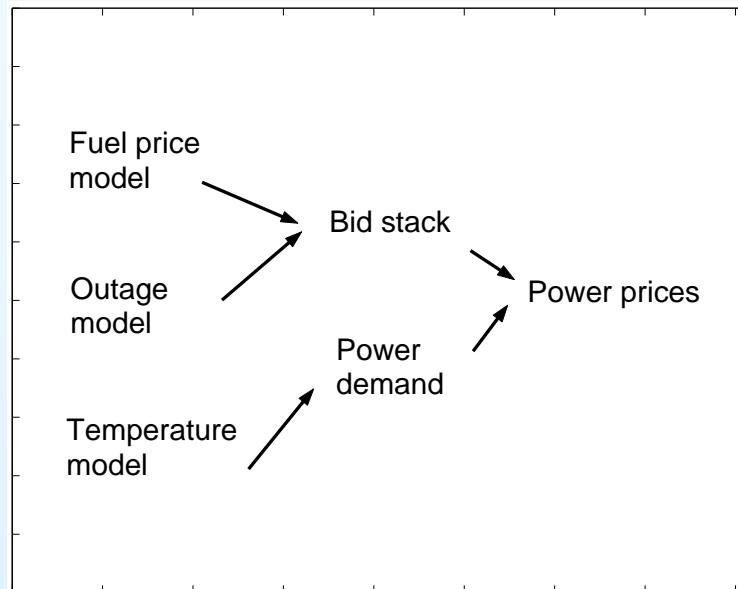 Fuel price
model
Bid stack
Outage
model
Power prices
Power
demand
Temperature
model